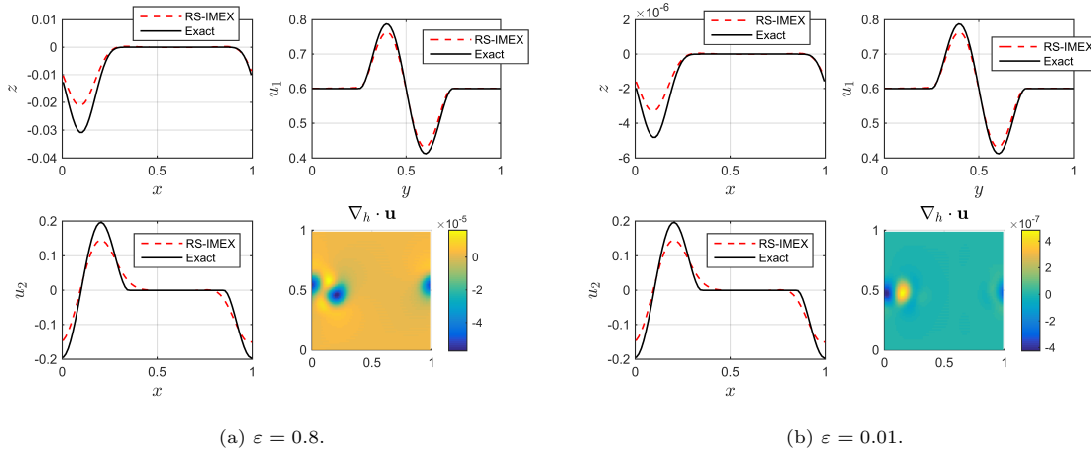 0.01
0
-0.01
-0.02
-0.03
-0.04
z
0
0.5
1
x
RS-IMEX
Exact
0.8
0.7
0.6
0.5
0.4
u₁
0
0.5
1
y
RS-IMEX
Exact
0.2
0.1
0
-0.1
-0.2
u₂
0
0.5
1
x
RS-IMEX
Exact
∇ₕ · u
×10⁻⁵
1
0.5
0
0.5
1
0
-2
-4
(a) ε = 0.8.
×10⁻⁶
2
0
-2
-4
-6
z
0
0.5
1
x
RS-IMEX
Exact
0.8
0.7
0.6
0.5
0.4
u₁
0
0.5
1
y
RS-IMEX
Exact
0.2
0.1
0
-0.1
-0.2
u₂
0
0.5
1
x
RS-IMEX
Exact
∇ₕ · u
×10⁻⁷
1
0.5
0
0.5
1
4
2
0
-2
-4
(b) ε = 0.01.